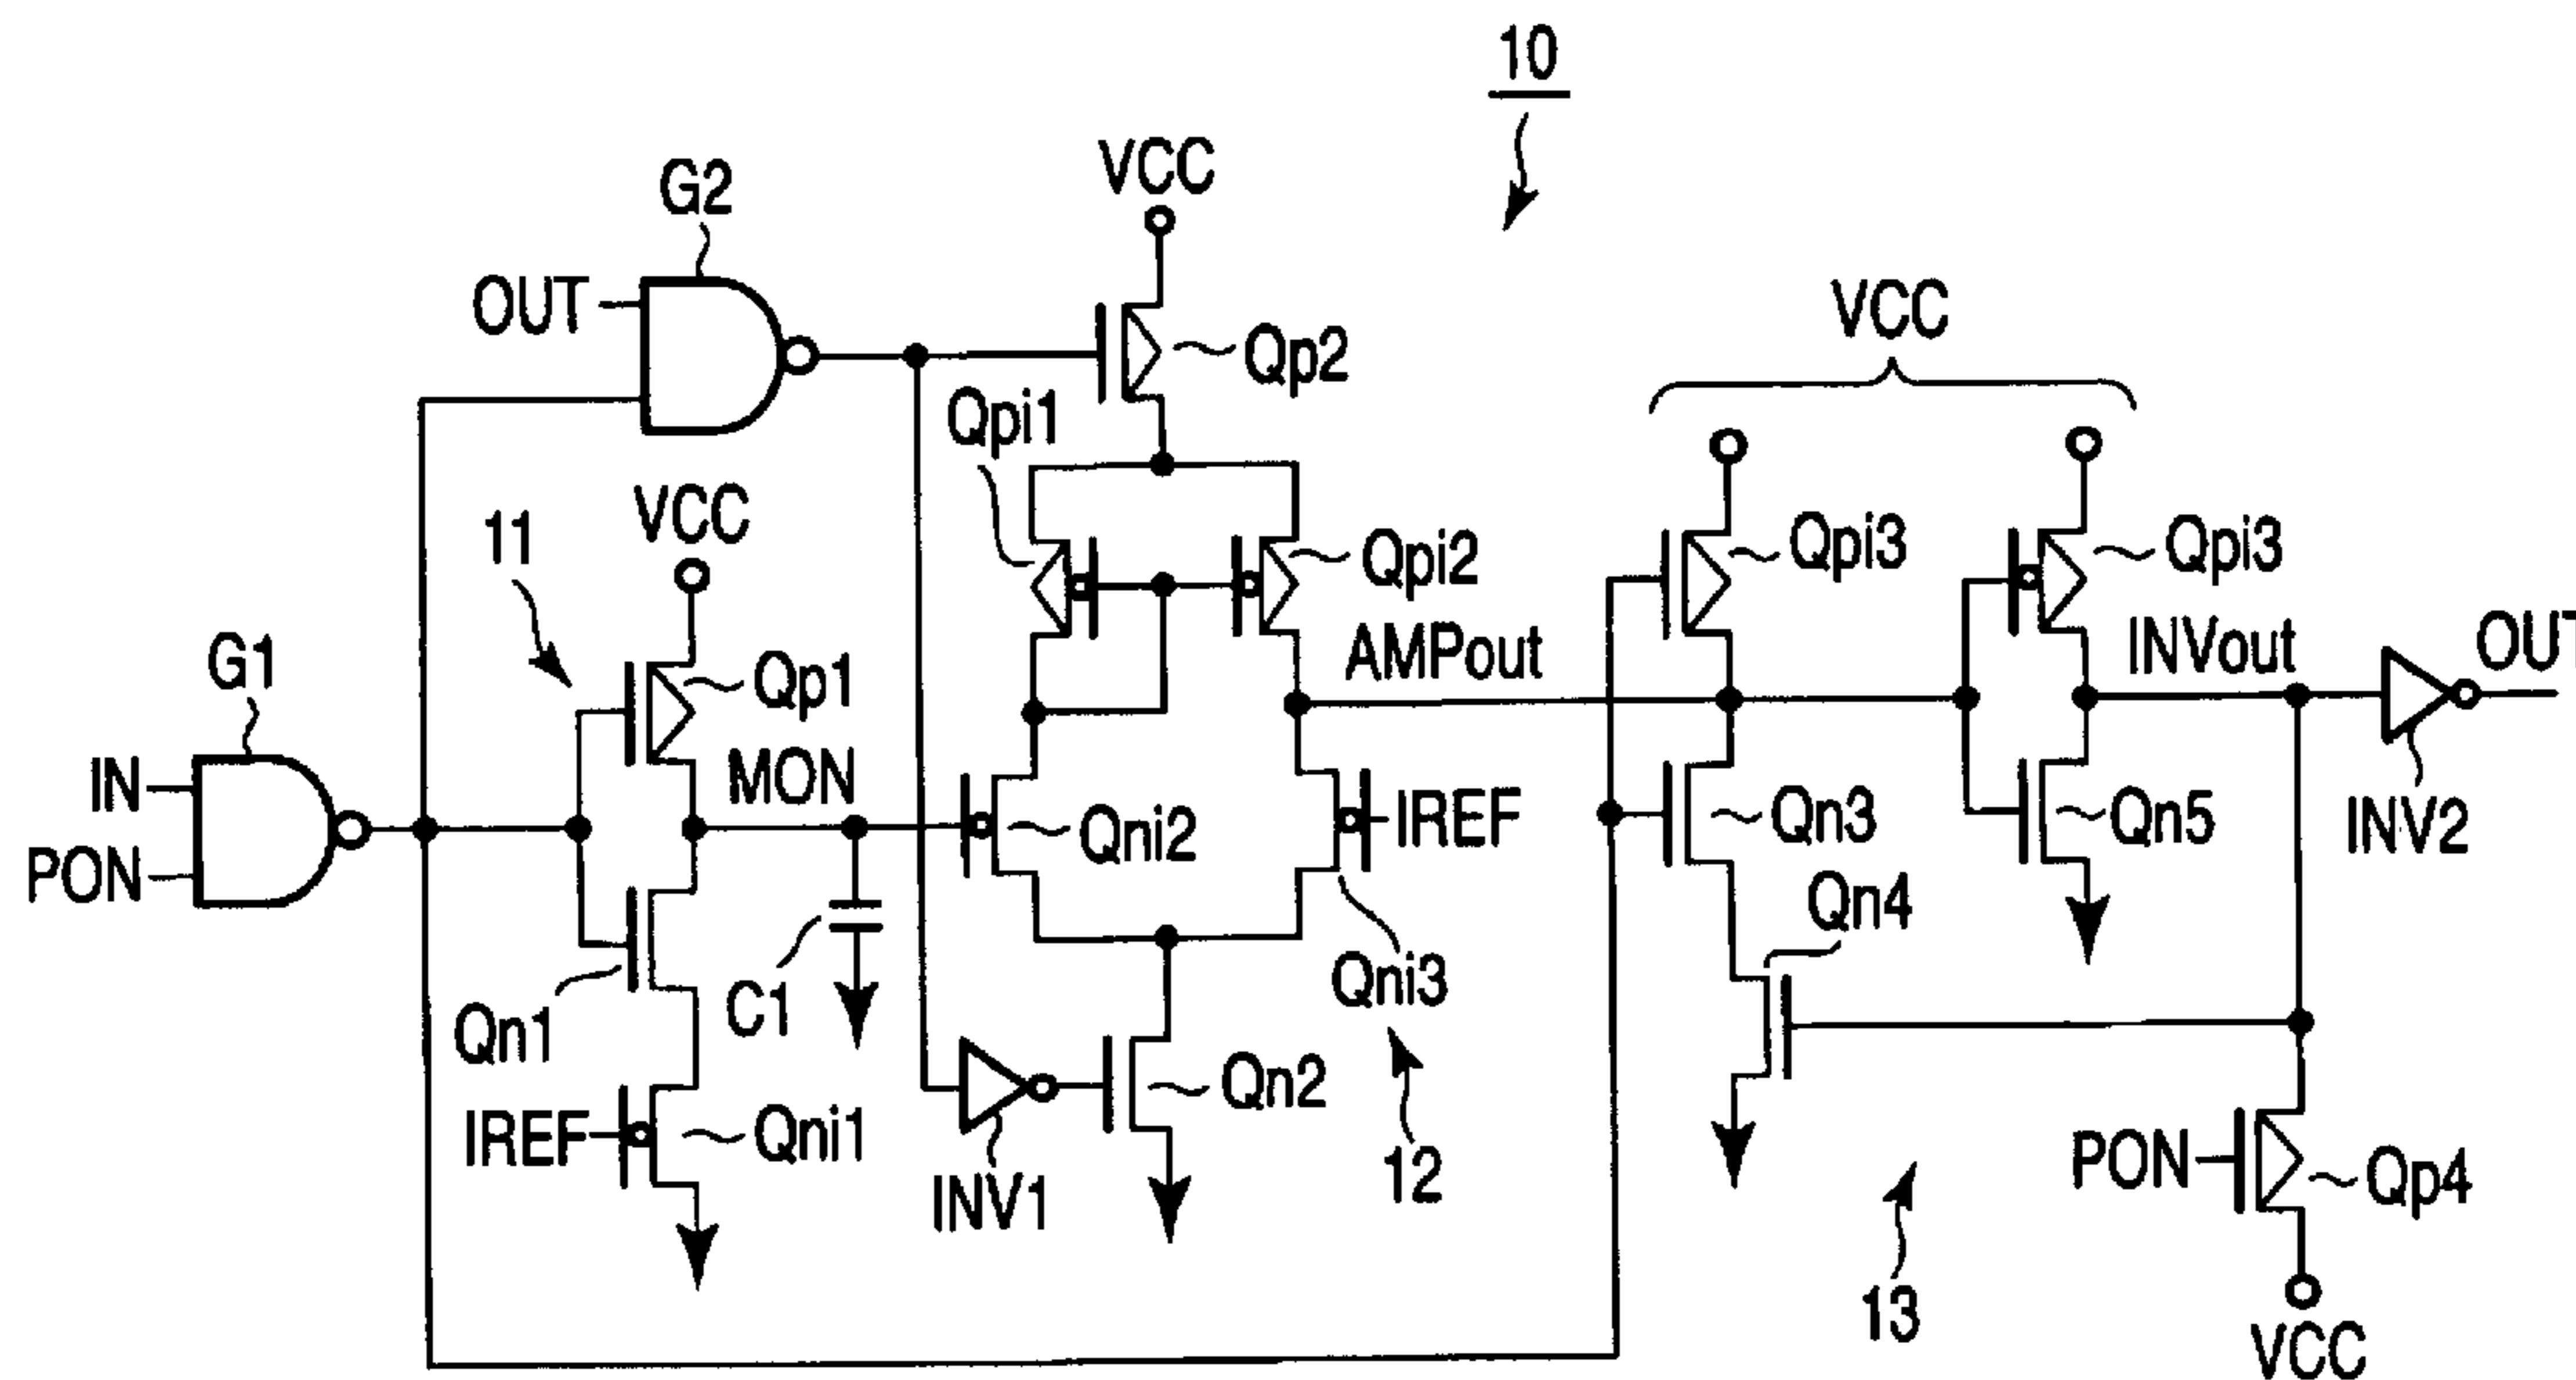 10
VCC
G2
OUT
Qp2
VCC
Qpi1
VCC
11
Qpi2
Qpi3
Qpi3
G1
Qp1
AMPout
INVout
OUT
IN
MON
PON
Qni2
IREF
Qn3
Qn5
INV2
Qn4
Qn1
C1
Qni3
IREF
Qni1
INV1
Qn2
12
PON
Qp4
13
VCC